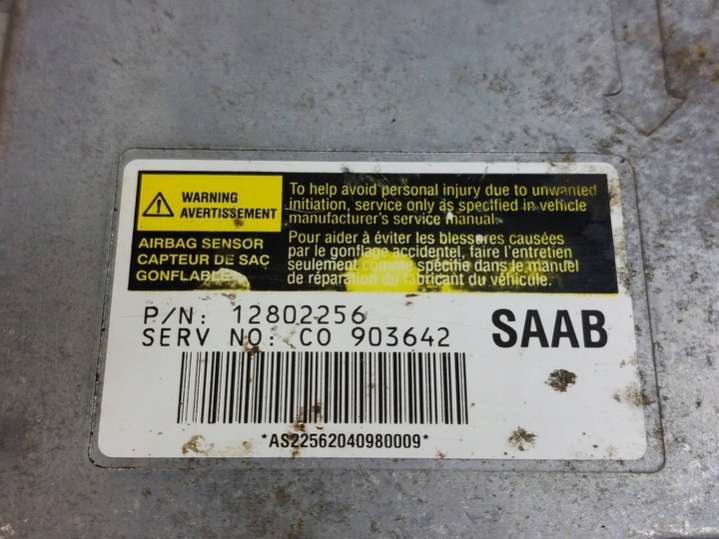 WARNING
AVERTISSEMENT
To help avoid personal injury due to unwanted
initiation, service only as specified in vehicle
manufacturer's service manual.
AIRBAG SENSOR
CAPTEUR DE SAC
GONFLABLE
Pour aider à éviter les blessures causées
par le gonflage accidentel, faire l'entretien
seulement comme spécifié dans le manuel
de réparation du fabricant du véhicule.
P/N: 12802256
SERV NO: CO 903642
SAAB
*AS22562040980009*